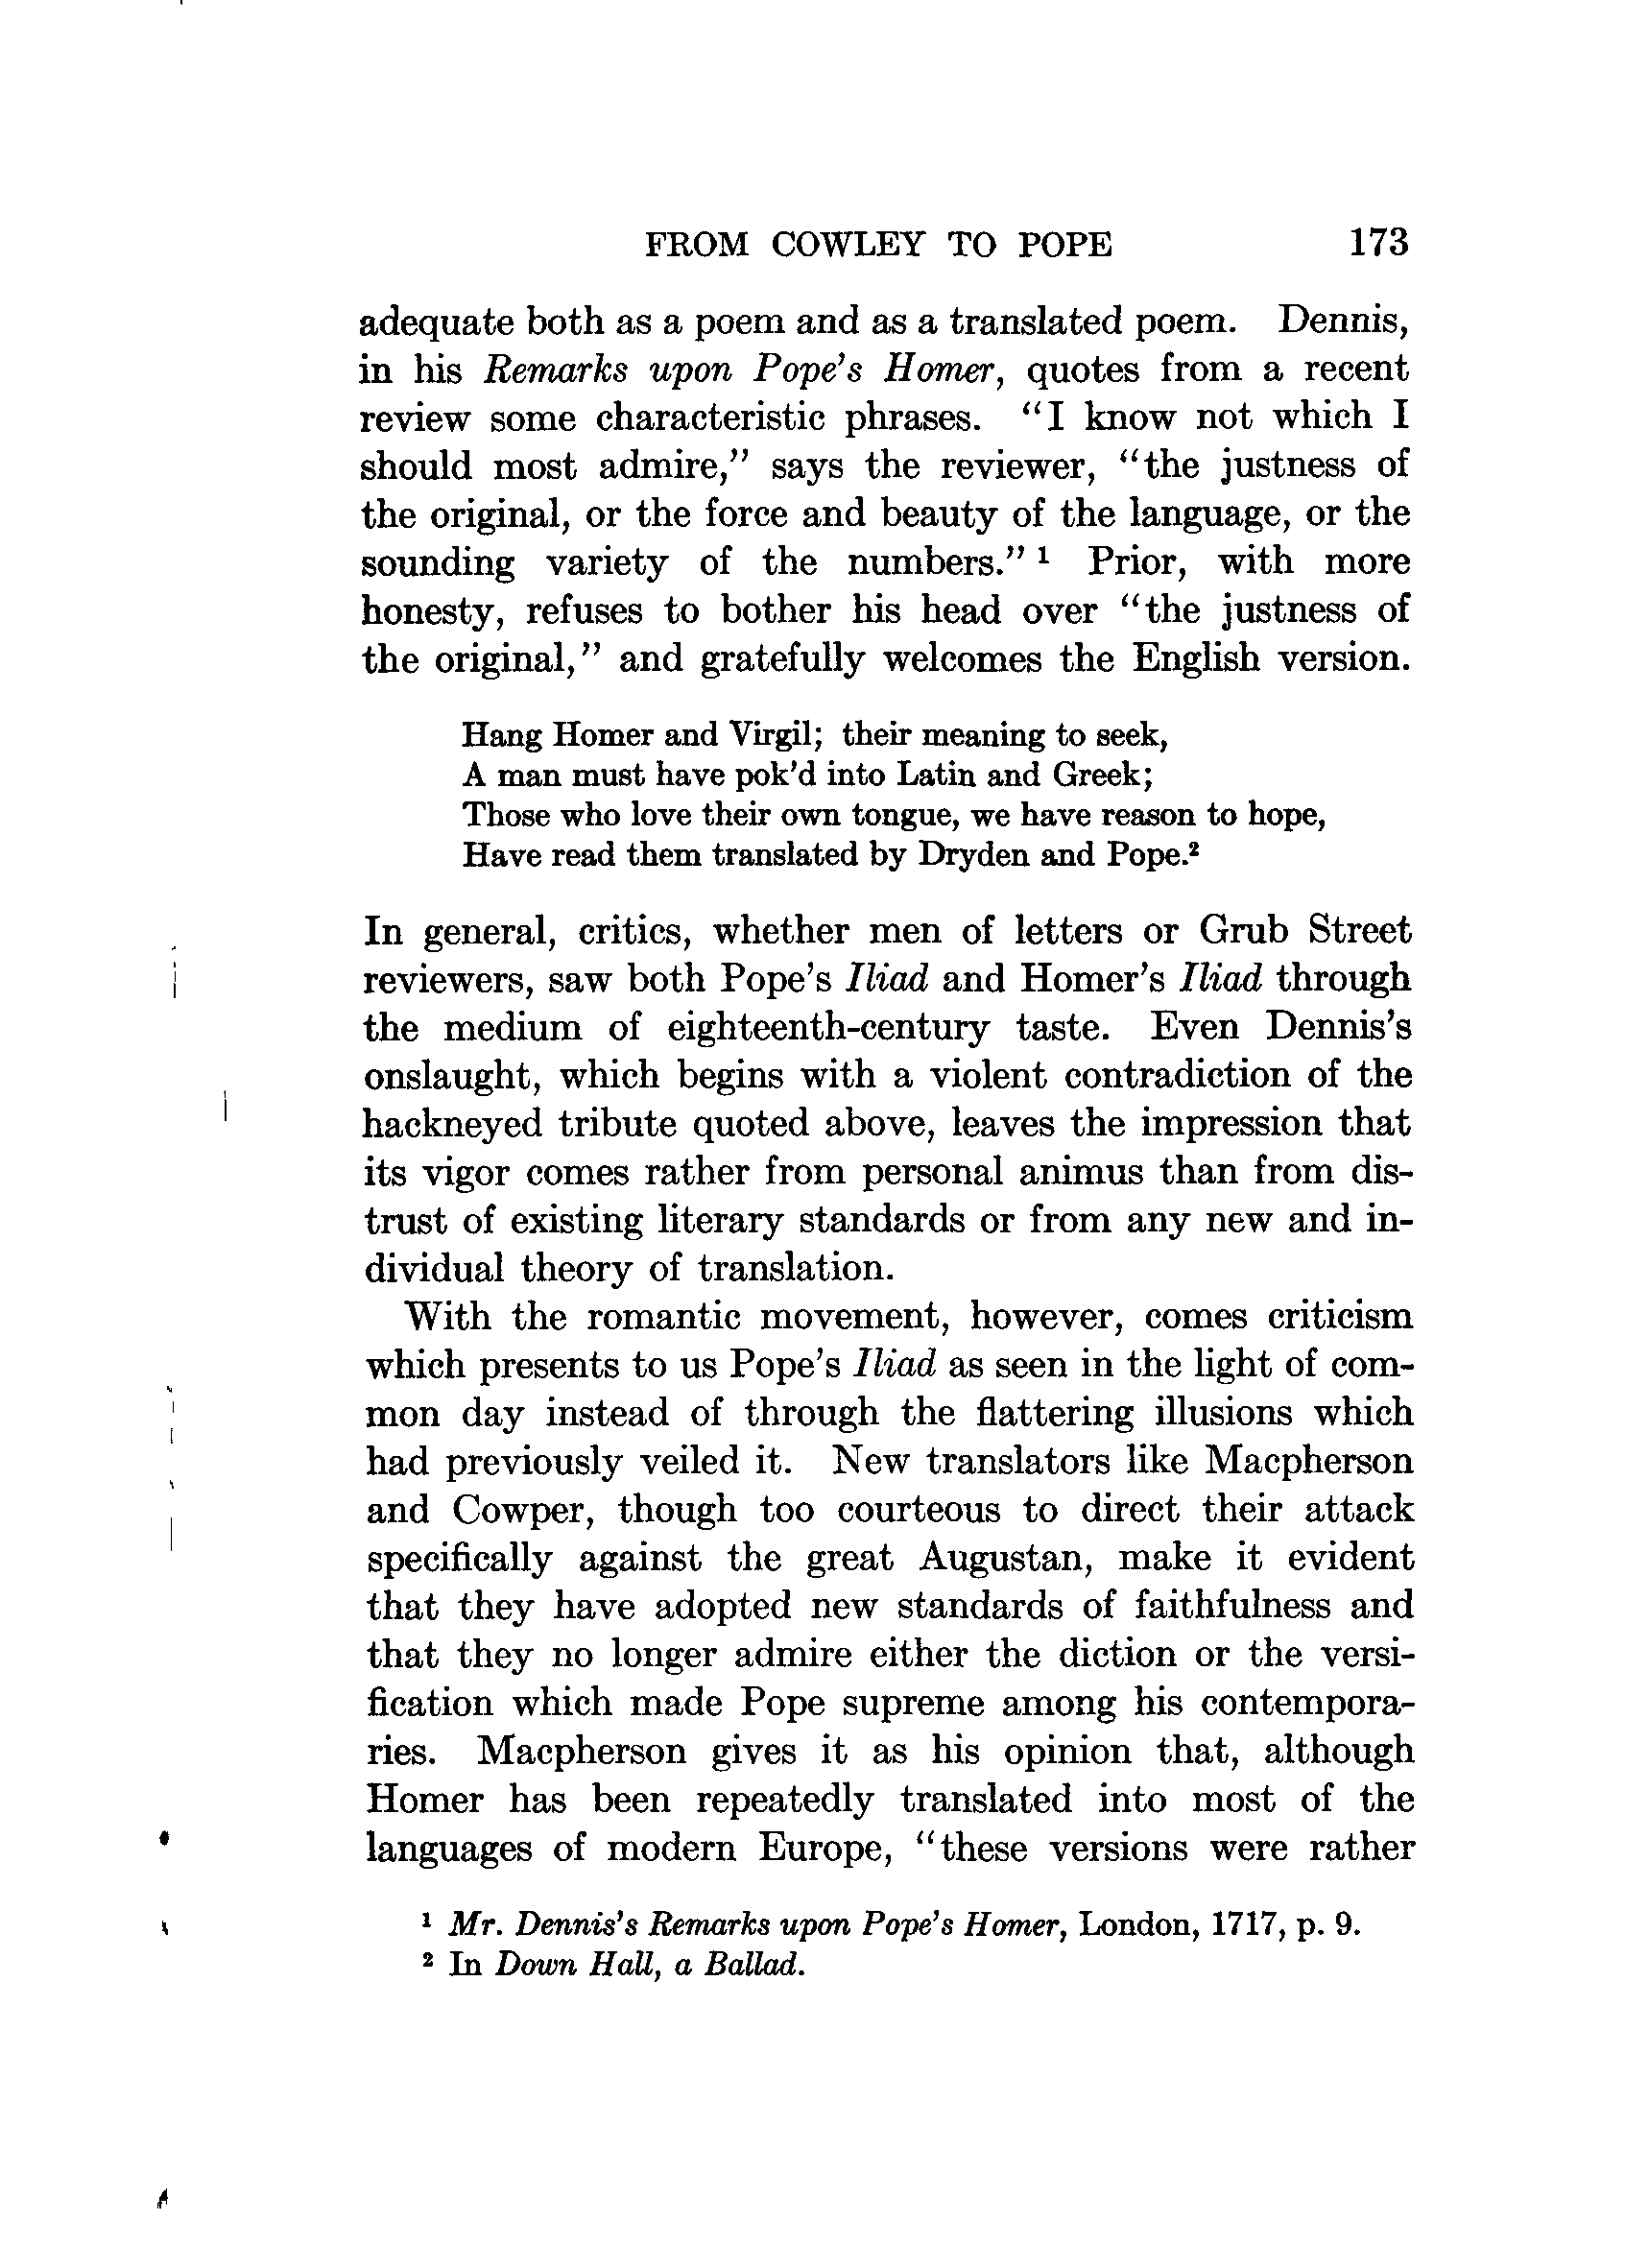 FROM COWLEY TO POPE 173
adequate both as a poem and as a translated poem. Dennis,
in his Remarks upon Pope's Homer, quotes from a recent
review some characteristic phrases. "I know not which I
should most admire," says the reviewer, "the justness of
the original, or the force and beauty of the language, or the
sounding variety of the numbers." ¹ Prior, with more
honesty, refuses to bother his head over "the justness of
the original," and gratefully welcomes the English version.
Hang Homer and Virgil; their meaning to seek,
A man must have pok'd into Latin and Greek;
Those who love their own tongue, we have reason to hope,
Have read them translated by Dryden and Pope.²
In general, critics, whether men of letters or Grub Street
reviewers, saw both Pope's Iliad and Homer's Iliad through
the medium of eighteenth-century taste. Even Dennis's
onslaught, which begins with a violent contradiction of the
hackneyed tribute quoted above, leaves the impression that
its vigor comes rather from personal animus than from dis-
trust of existing literary standards or from any new and in-
dividual theory of translation.
With the romantic movement, however, comes criticism
which presents to us Pope's Iliad as seen in the light of com-
mon day instead of through the flattering illusions which
had previously veiled it. New translators like Macpherson
and Cowper, though too courteous to direct their attack
specifically against the great Augustan, make it evident
that they have adopted new standards of faithfulness and
that they no longer admire either the diction or the versi-
fication which made Pope supreme among his contempora-
ries. Macpherson gives it as his opinion that, although
Homer has been repeatedly translated into most of the
languages of modern Europe, "these versions were rather
¹ Mr. Dennis's Remarks upon Pope's Homer, London, 1717, p. 9.
² In Down Hall, a Ballad.